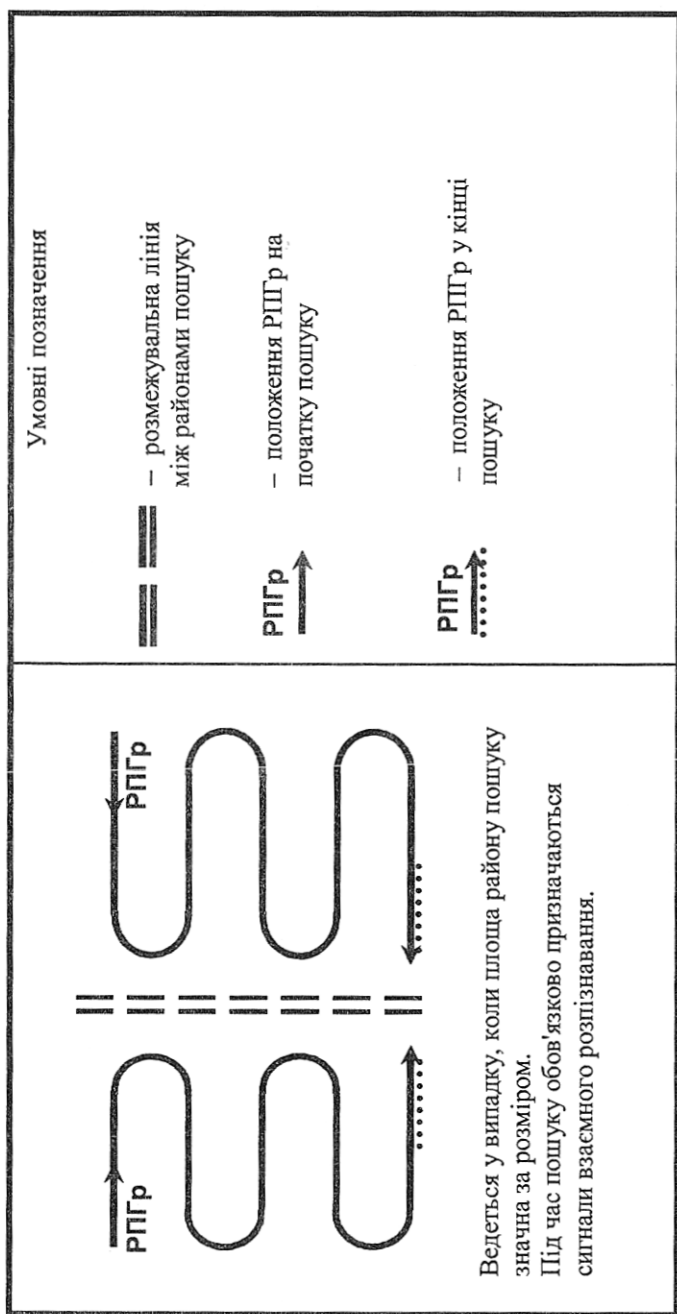 РПГр
РПГр
Ведеться у випадку, коли площа району пошуку
значна за розміром.
Під час пошуку обов'язково призначаються
сигнали взаємного розпізнавання.
Умовні позначення
– розмежувальна лінія
між районами пошуку
РПГр
– положення РПГр на
початку пошуку
РПГр
– положення РПГр у кінці
пошуку